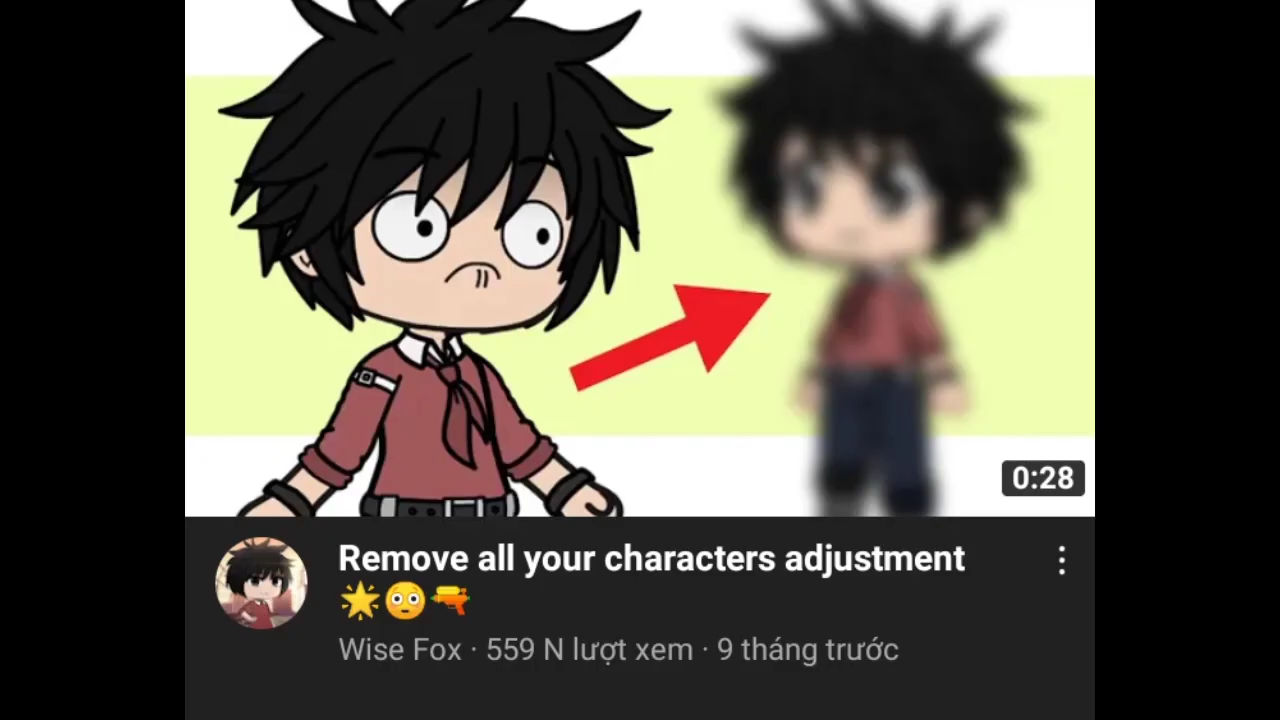 0:28
Remove all your characters adjustment
🌟😳🔫
Wise Fox · 559 N lượt xem · 9 tháng trước